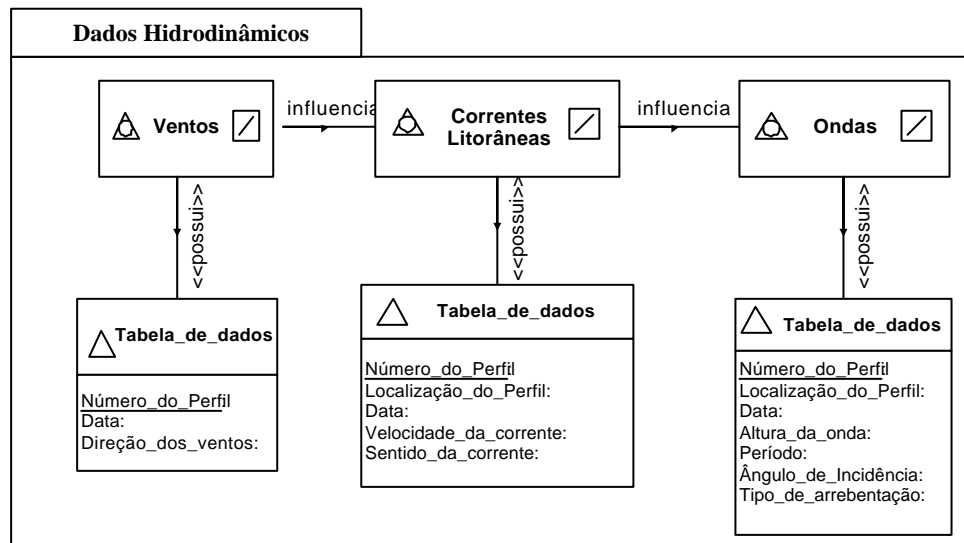 Dados Hidrodinâmicos
Ventos
influencia
Correntes
Litorâneas
influencia
Ondas
<<possui>>
<<possui>>
<<possui>>
Tabela_de_dados
Número_do_Perfil
Data:
Direção_dos_ventos:
Tabela_de_dados
Número_do_Perfil
Localização_do_Perfil:
Data:
Velocidade_da_corrente:
Sentido_da_corrente:
Tabela_de_dados
Número_do_Perfil
Localização_do_Perfil:
Data:
Altura_da_onda:
Período:
Ângulo_de_Incidência:
Tipo_de_arrebentação: